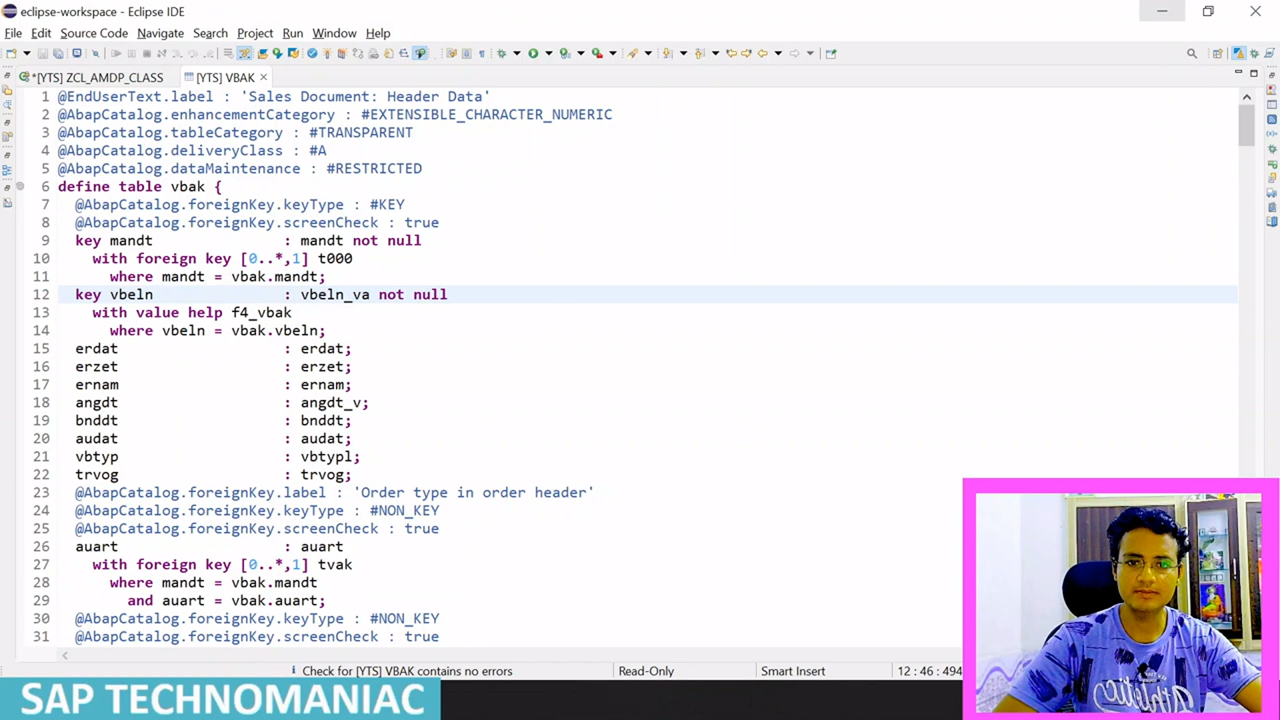 eclipse-workspace - Eclipse IDE
File Edit Source Code Navigate Search Project Run Window Help
*[YTS] ZCL_AMDP_CLASS [YTS] VBAK
1 @EndUserText.label : 'Sales Document: Header Data'
2 @AbapCatalog.enhancementCategory : #EXTENSIBLE_CHARACTER_NUMERIC
3 @AbapCatalog.tableCategory : #TRANSPARENT
4 @AbapCatalog.deliveryClass : #A
5 @AbapCatalog.dataMaintenance : #RESTRICTED
6 define table vbak {
7 @AbapCatalog.foreignKey.keyType : #KEY
8 @AbapCatalog.foreignKey.screenCheck : true
9 key mandt : mandt not null
10 with foreign key [0..*,1] t000
11 where mandt = vbak.mandt;
12 key vbeln : vbeln_va not null
13 with value help f4_vbak
14 where vbeln = vbak.vbeln;
15 erdat : erdat;
16 erzet : erzet;
17 ernam : ernam;
18 angdt : angdt_v;
19 bnddt : bnddt;
20 audat : audat;
21 vbtyp : vbtypl;
22 trvog : trvog;
23 @AbapCatalog.foreignKey.label : 'Order type in order header'
24 @AbapCatalog.foreignKey.keyType : #NON_KEY
25 @AbapCatalog.foreignKey.screenCheck : true
26 auart : auart
27 with foreign key [0..*,1] tvak
28 where mandt = vbak.mandt
29 and auart = vbak.auart;
30 @AbapCatalog.foreignKey.keyType : #NON_KEY
31 @AbapCatalog.foreignKey.screenCheck : true
Check for [YTS] VBAK contains no errors Read-Only Smart Insert 12 : 46 : 494
SAP TECHNOMANIAC